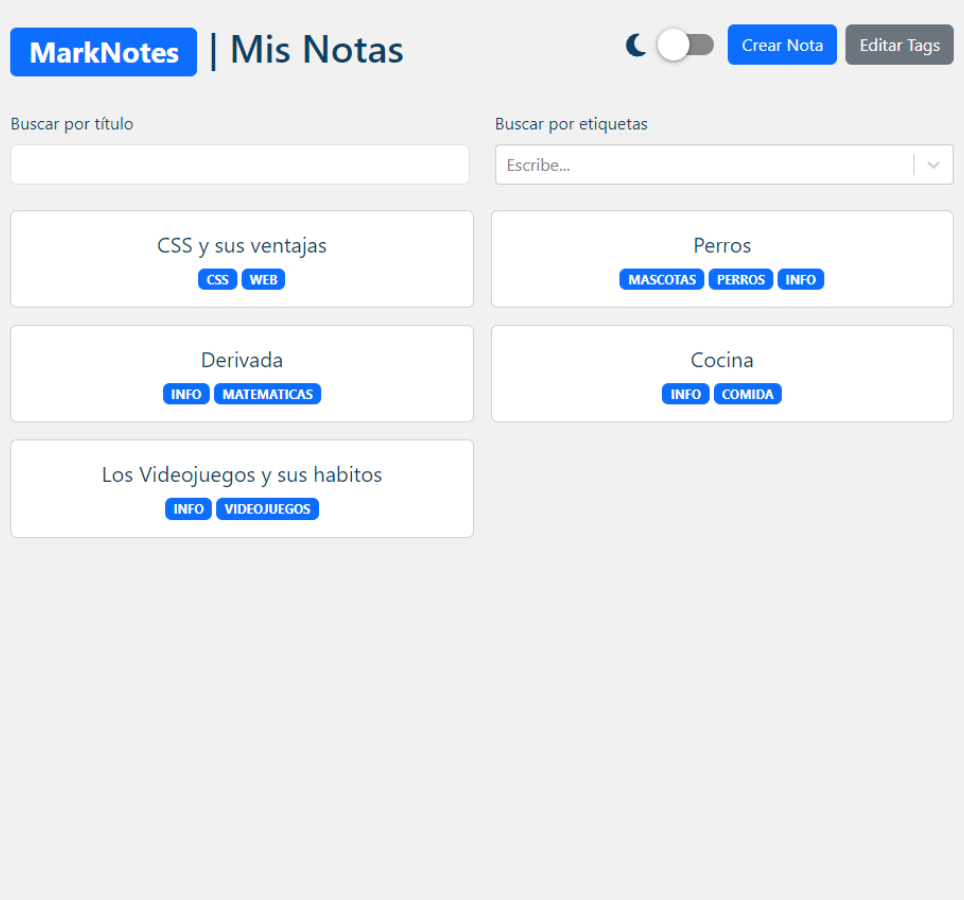 MarkNotes | Mis Notas
Crear Nota
Editar Tags
Buscar por título
Buscar por etiquetas
Escribe...
CSS y sus ventajas
CSS WEB
Perros
MASCOTAS PERROS INFO
Derivada
INFO MATEMATICAS
Cocina
INFO COMIDA
Los Videojuegos y sus habitos
INFO VIDEOJUEGOS